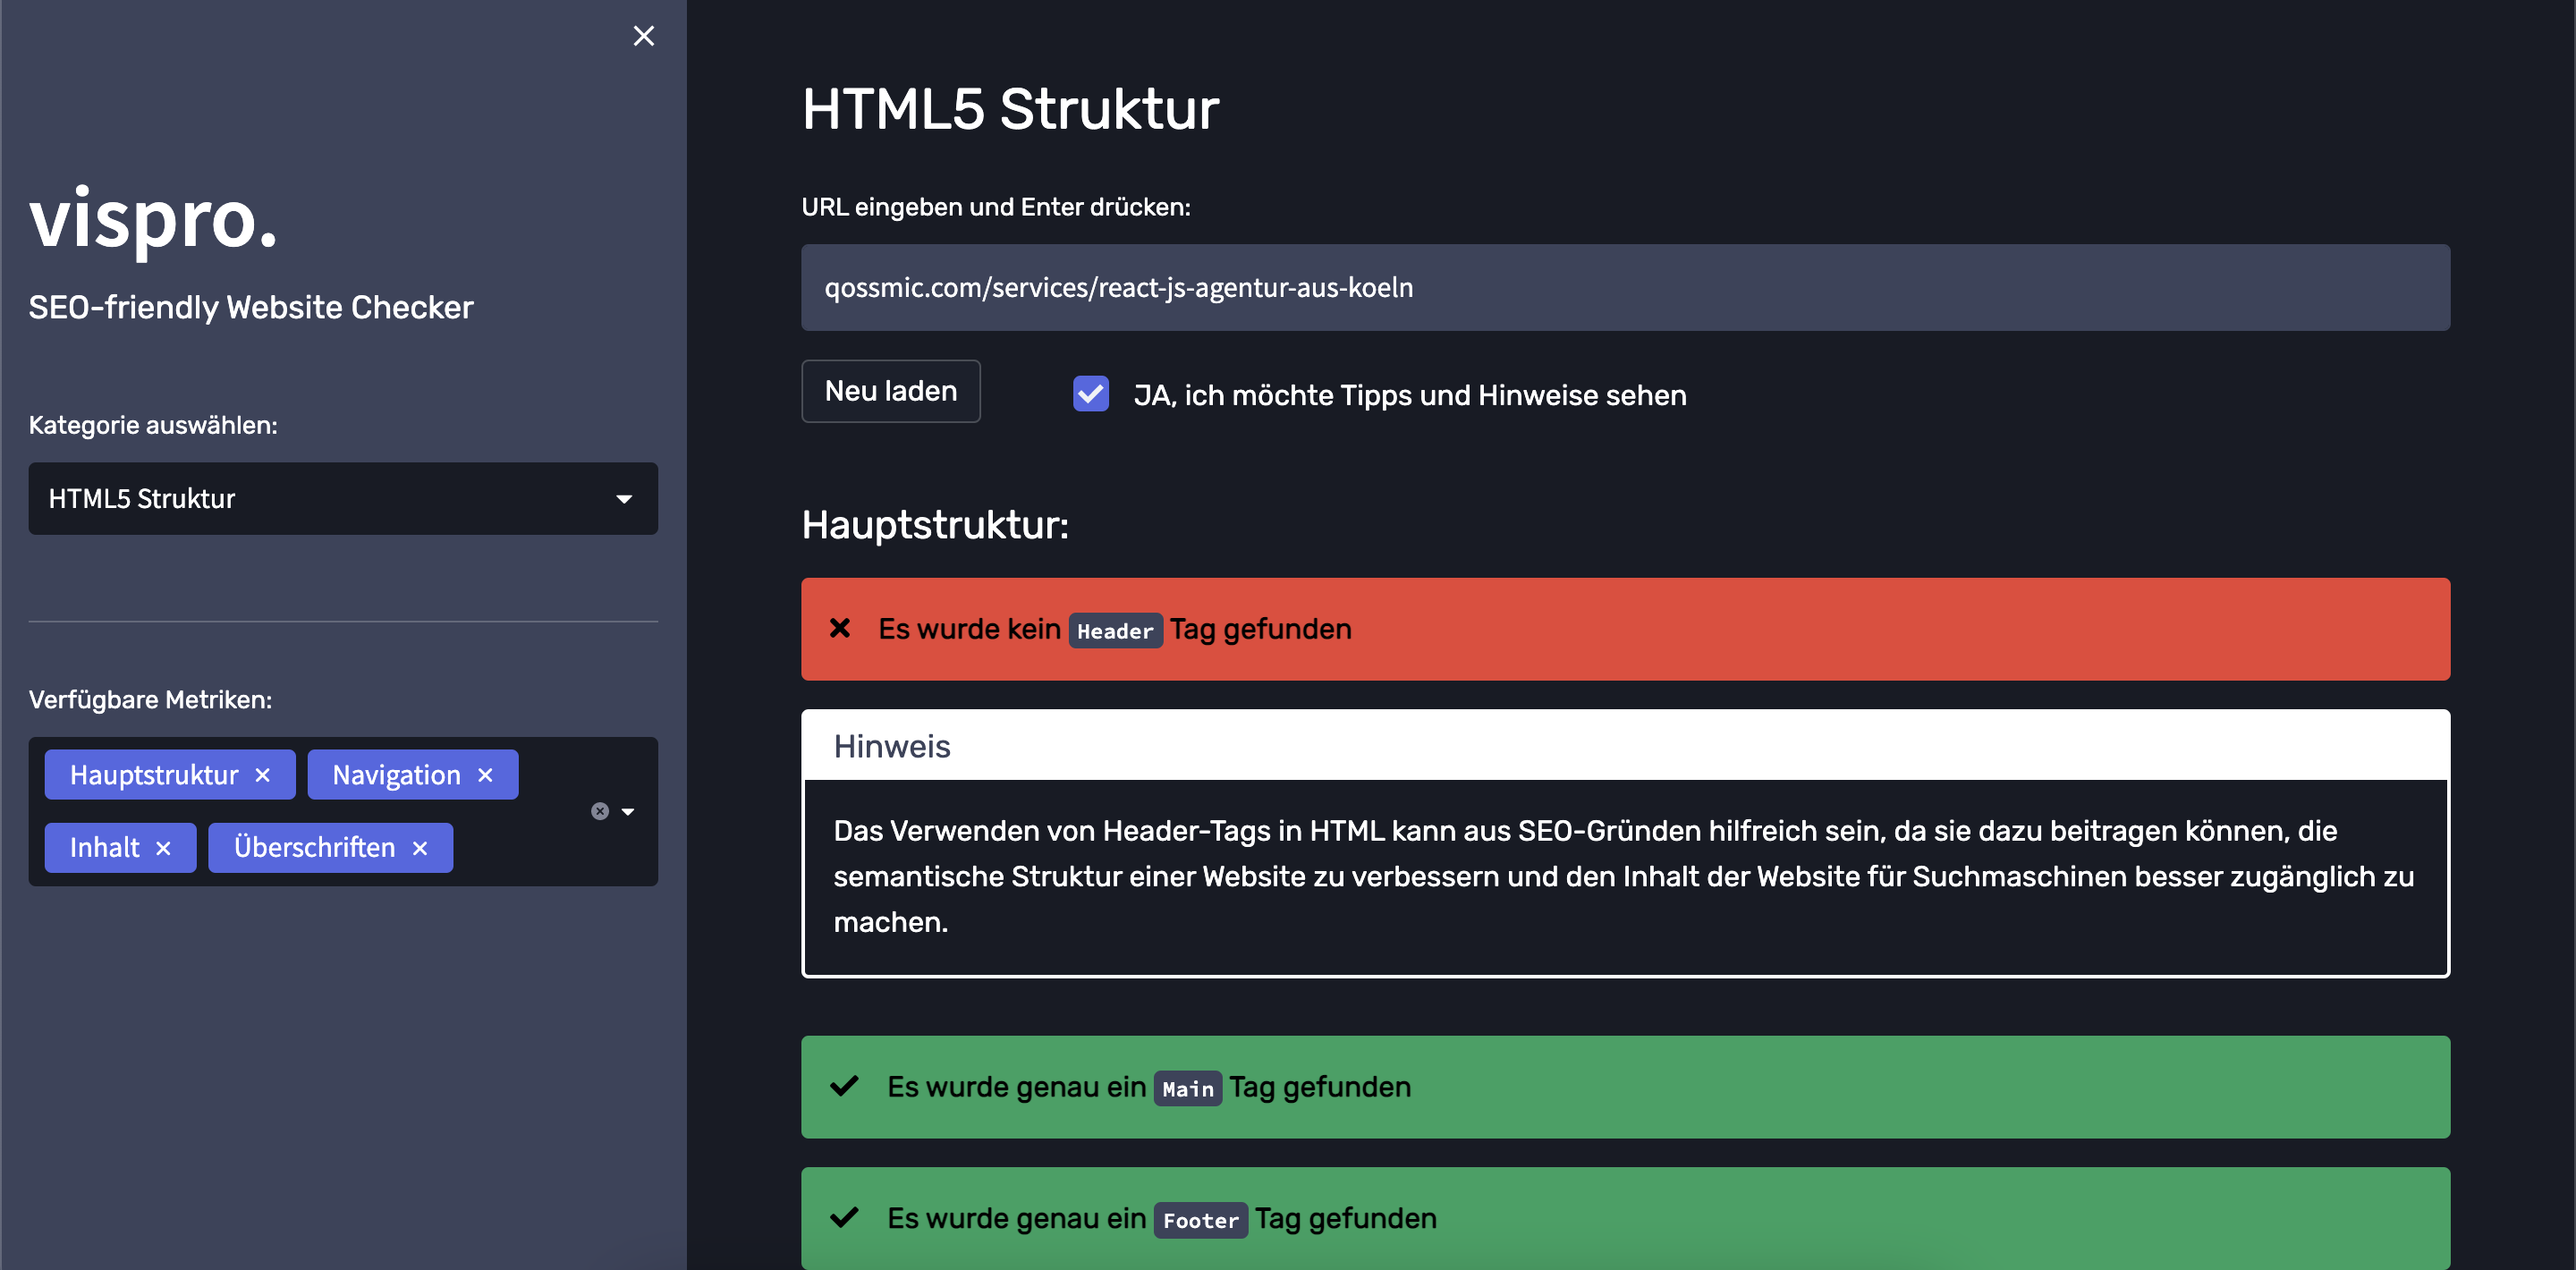 vispro.
SEO-friendly Website Checker
Kategorie auswählen:
HTML5 Struktur
Verfügbare Metriken:
Hauptstruktur
Navigation
Inhalt
Überschriften
HTML5 Struktur
URL eingeben und Enter drücken:
qossmic.com/services/react-js-agentur-aus-koeln
Neu laden
JA, ich möchte Tipps und Hinweise sehen
Hauptstruktur:
Es wurde kein Header Tag gefunden
Hinweis
Das Verwenden von Header-Tags in HTML kann aus SEO-Gründen hilfreich sein, da sie dazu beitragen können, die
semantische Struktur einer Website zu verbessern und den Inhalt der Website für Suchmaschinen besser zugänglich zu
machen.
Es wurde genau ein Main Tag gefunden
Es wurde genau ein Footer Tag gefunden